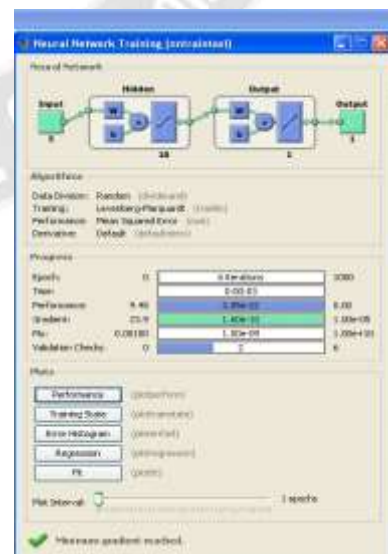 Neural Network Training (nntraintool)
Neural Network
Hidden Output
Input Output
W W
b b
10 1 1
Algorithms
Data Division: Random (dividerand)
Training: Levenberg-Marquardt (trainlm)
Performance: Mean Squared Error (mse)
Derivative: Default (defaultderiv)
Progress
Epoch: 0 6 iterations 1000
Time: 0:00:03
Performance: 9.40 0.00
Gradient: 1.00e-05
Mu: 0.00100 1.00e-09 1.00e+10
Validation Checks: 0 2 6
Plots
Performance (plotperform)
Training State (plottrainstate)
Error Histogram (ploterrhist)
Regression (plotregression)
Fit (plotfit)
Plot Interval: 1 epochs
Minimum gradient reached.